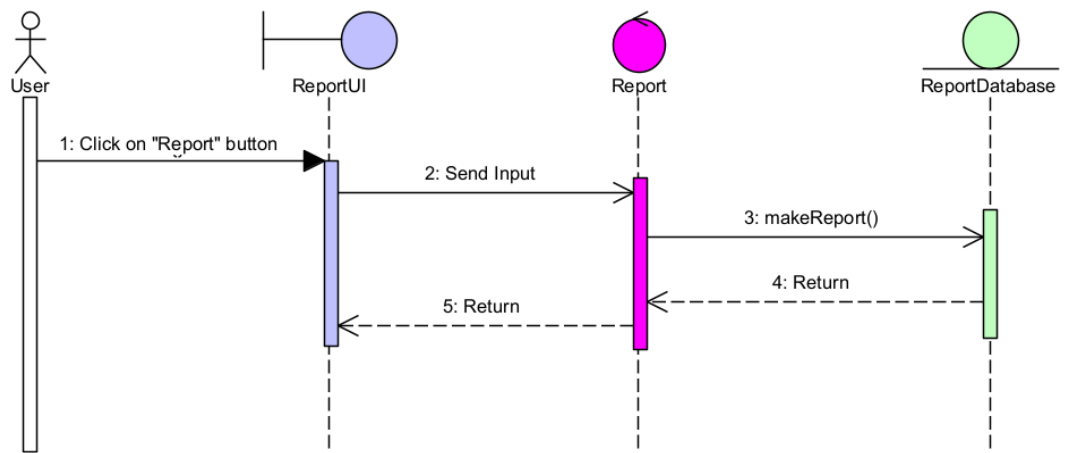 User
ReportUI
Report
ReportDatabase
1: Click on "Report" button
2: Send Input
3: makeReport()
4: Return
5: Return